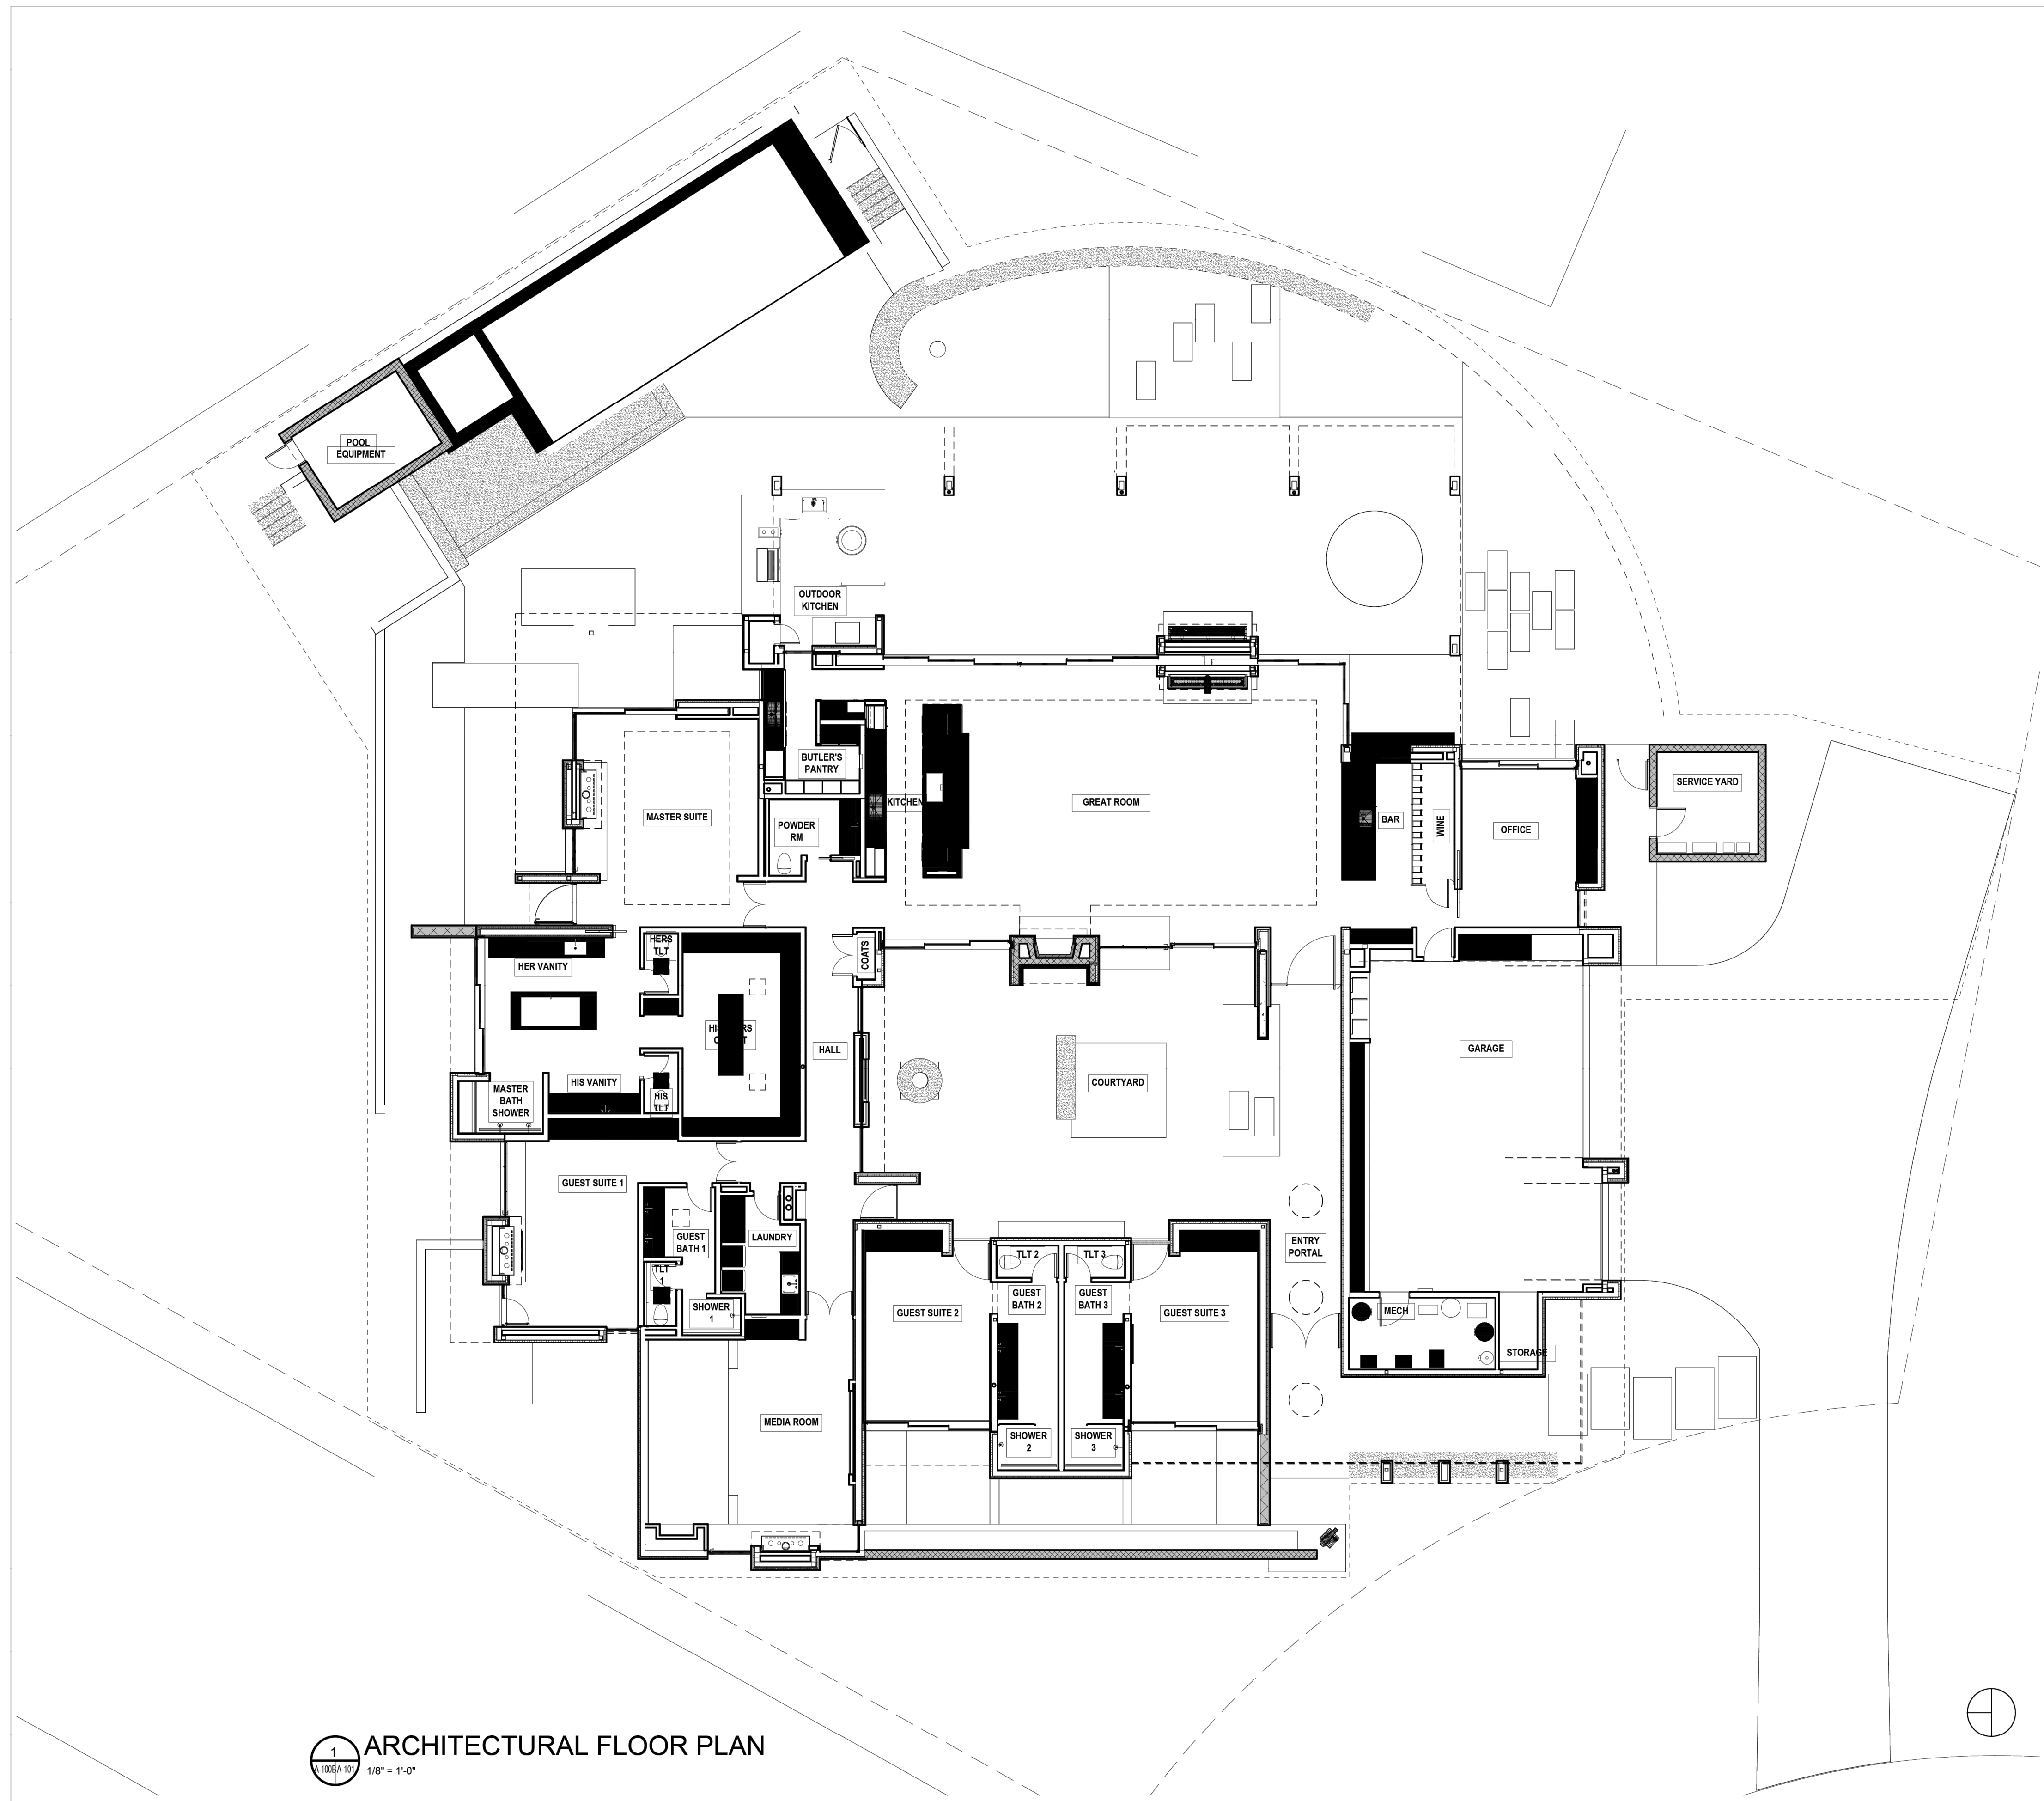 POOL
EQUIPMENT
OUTDOOR
KITCHEN
BUTLER'S
PANTRY
MASTER SUITE
POWDER
RM
KITCHEN
GREAT ROOM
BAR
WINE
OFFICE
SERVICE YARD
HERS
TLT
HER VANITY
COATS
HALL
GARAGE
COURTYARD
HIS VANITY
HIS
TLT
MASTER
BATH
SHOWER
GUEST SUITE 1
GUEST
BATH 1
LAUNDRY
TLT
1
SHOWER
1
TLT 2
TLT 3
GUEST
BATH 2
GUEST
BATH 3
GUEST SUITE 2
GUEST SUITE 3
ENTRY
PORTAL
MECH
STORAGE
MEDIA ROOM
SHOWER
2
SHOWER
3
1
ARCHITECTURAL FLOOR PLAN
A-100B A-101
1/8" = 1'-0"